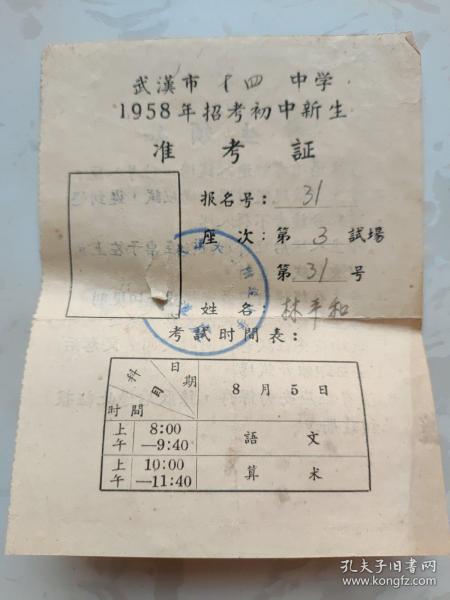 武漢市 十四 中学
1958年招考初中新生
准考証
报名号: 31
座次: 第 3 試場
第 31 号
姓名 林平和
考試时間表:
科目 日期
时間
8月5日
上午 8:00—9:40 語文
上午 10:00—11:40 算术
孔夫子旧書网
www.kongfz.com